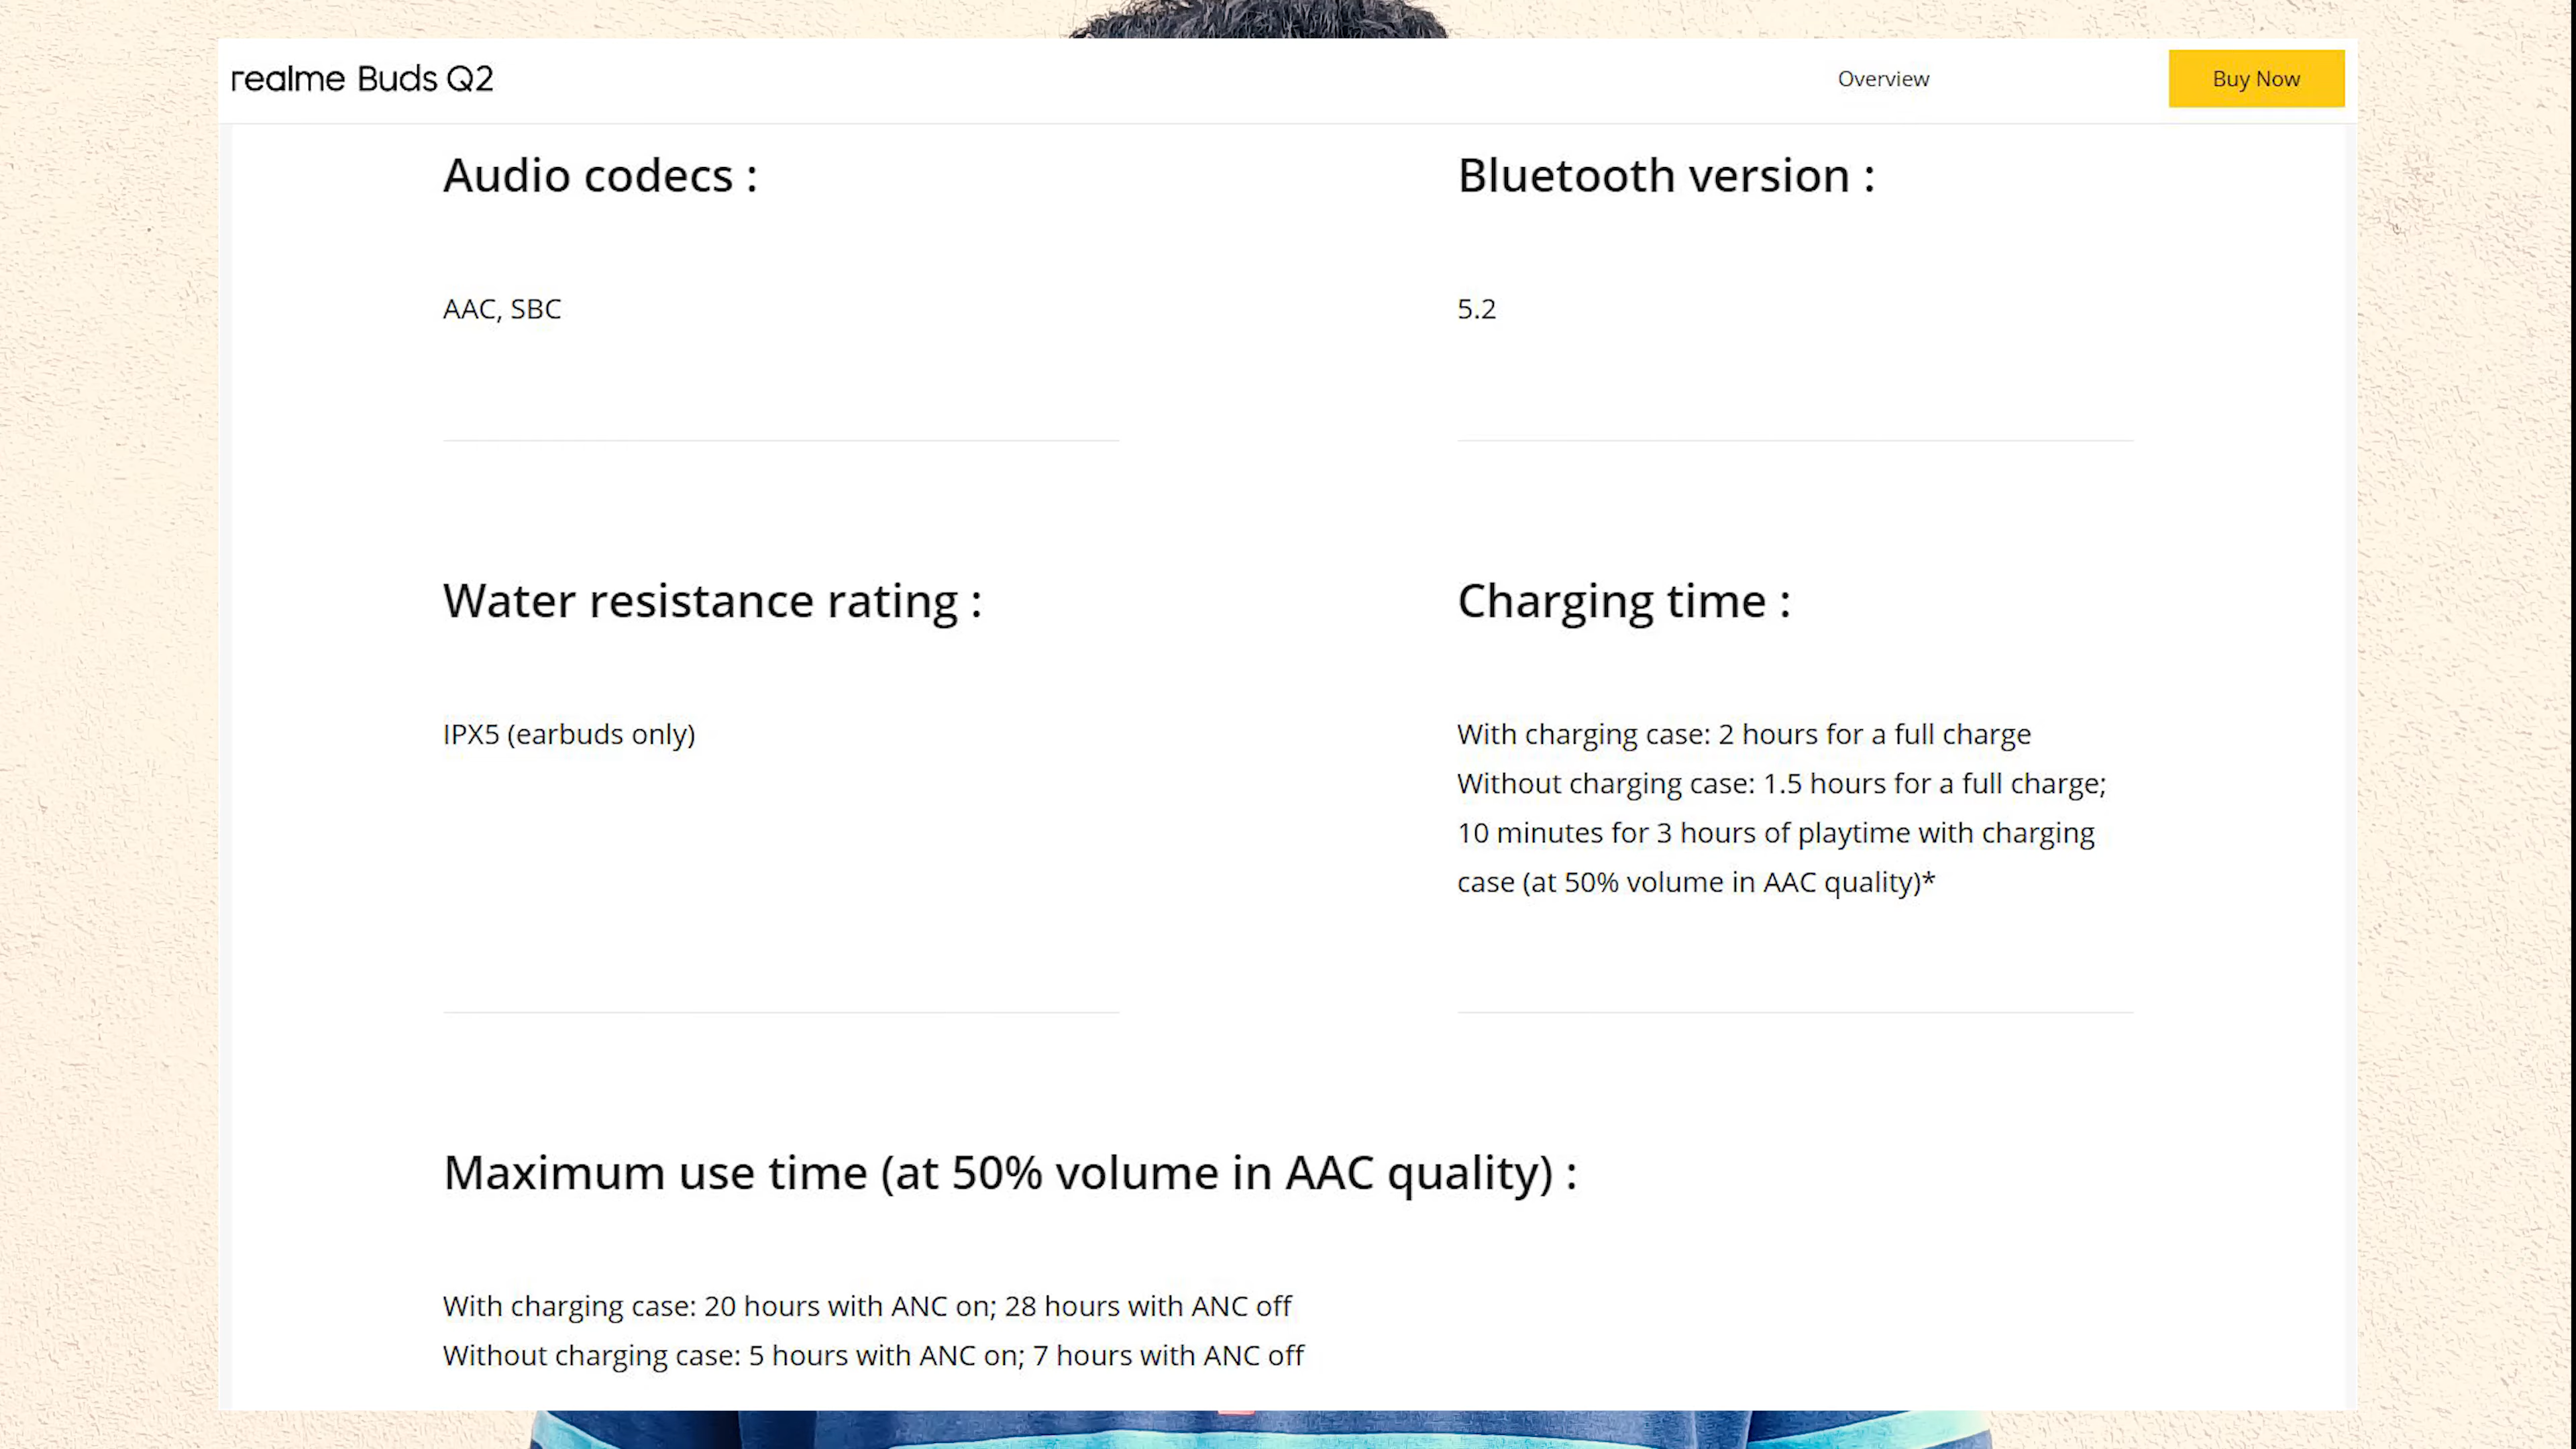 realme Buds Q2
Overview
Buy Now
Audio codecs :
AAC, SBC
Bluetooth version :
5.2
Water resistance rating :
IPX5 (earbuds only)
Charging time :
With charging case: 2 hours for a full charge
Without charging case: 1.5 hours for a full charge;
10 minutes for 3 hours of playtime with charging
case (at 50% volume in AAC quality)*
Maximum use time (at 50% volume in AAC quality) :
With charging case: 20 hours with ANC on; 28 hours with ANC off
Without charging case: 5 hours with ANC on; 7 hours with ANC off